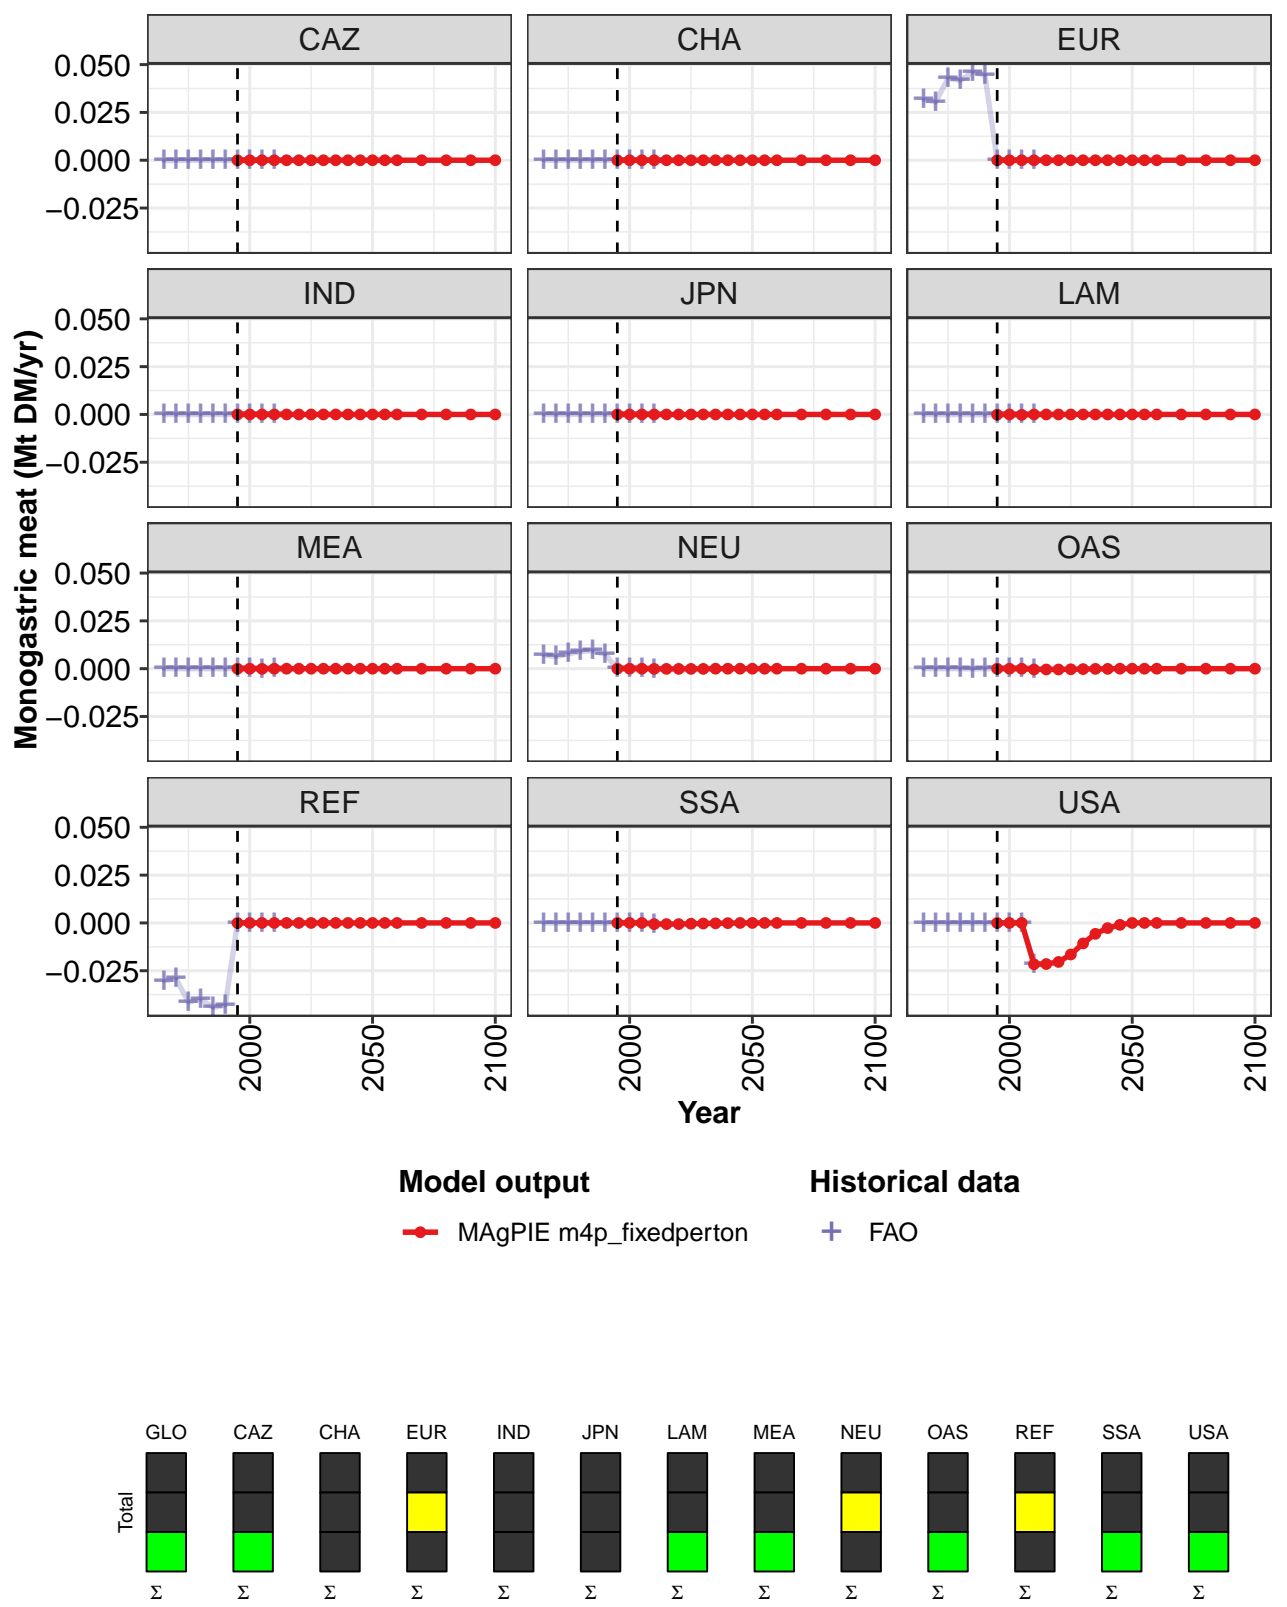 CAZ CHA EUR
0.050
0.025
0.000
−0.025
IND JPN LAM
0.050
0.025
0.000
−0.025
MEA NEU OAS
0.050
0.025
0.000
−0.025
REF SSA USA
0.050
0.025
0.000
−0.025
Monogastric meat (Mt DM/yr)
2000 2050 2100 2000 2050 2100 2000 2050 2100
Year
Model output Historical data
MAgPIE m4p_fixedperton FAO
GLO CAZ CHA EUR IND JPN LAM MEA NEU OAS REF SSA USA
Total
Σ Σ Σ Σ Σ Σ Σ Σ Σ Σ Σ Σ Σ